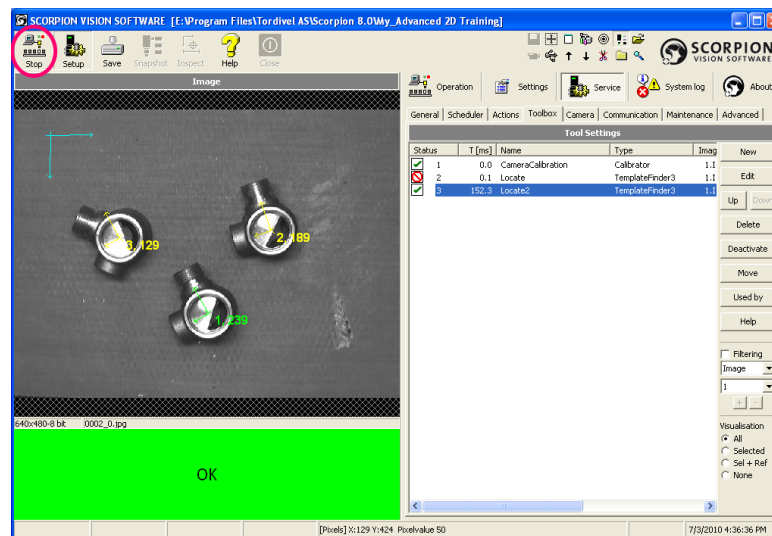 SCORPION VISION SOFTWARE [E:\Program Files\Tordivel AS\Scorpion 8.0\My_Advanced 2D Training]
Stop Setup Save Snapshot Inspect Help Close
SCORPION
VISION SOFTWARE
Image
Operation Settings Service System log About
General Scheduler Actions Toolbox Camera Communication Maintenance Advanced
Tool Settings
Status T [ms] Name Type Imag
1 0.0 CameraCalibration Calibrator 1.I
2 0.1 Locate TemplateFinder3 1.I
3 152.3 Locate2 TemplateFinder3 1.I
New
Edit
Up Down
Delete
Deactivate
Move
Used by
Help
Filtering
Image
1
+ -
Visualisation
All
Selected
Sel + Ref
None
3, 129
2, 189
1, 239
640x480-8 bit 0002_0.jpg
OK
[Pixels] X:129 Y:424 Pixelvalue 50
7/3/2010 4:36:36 PM